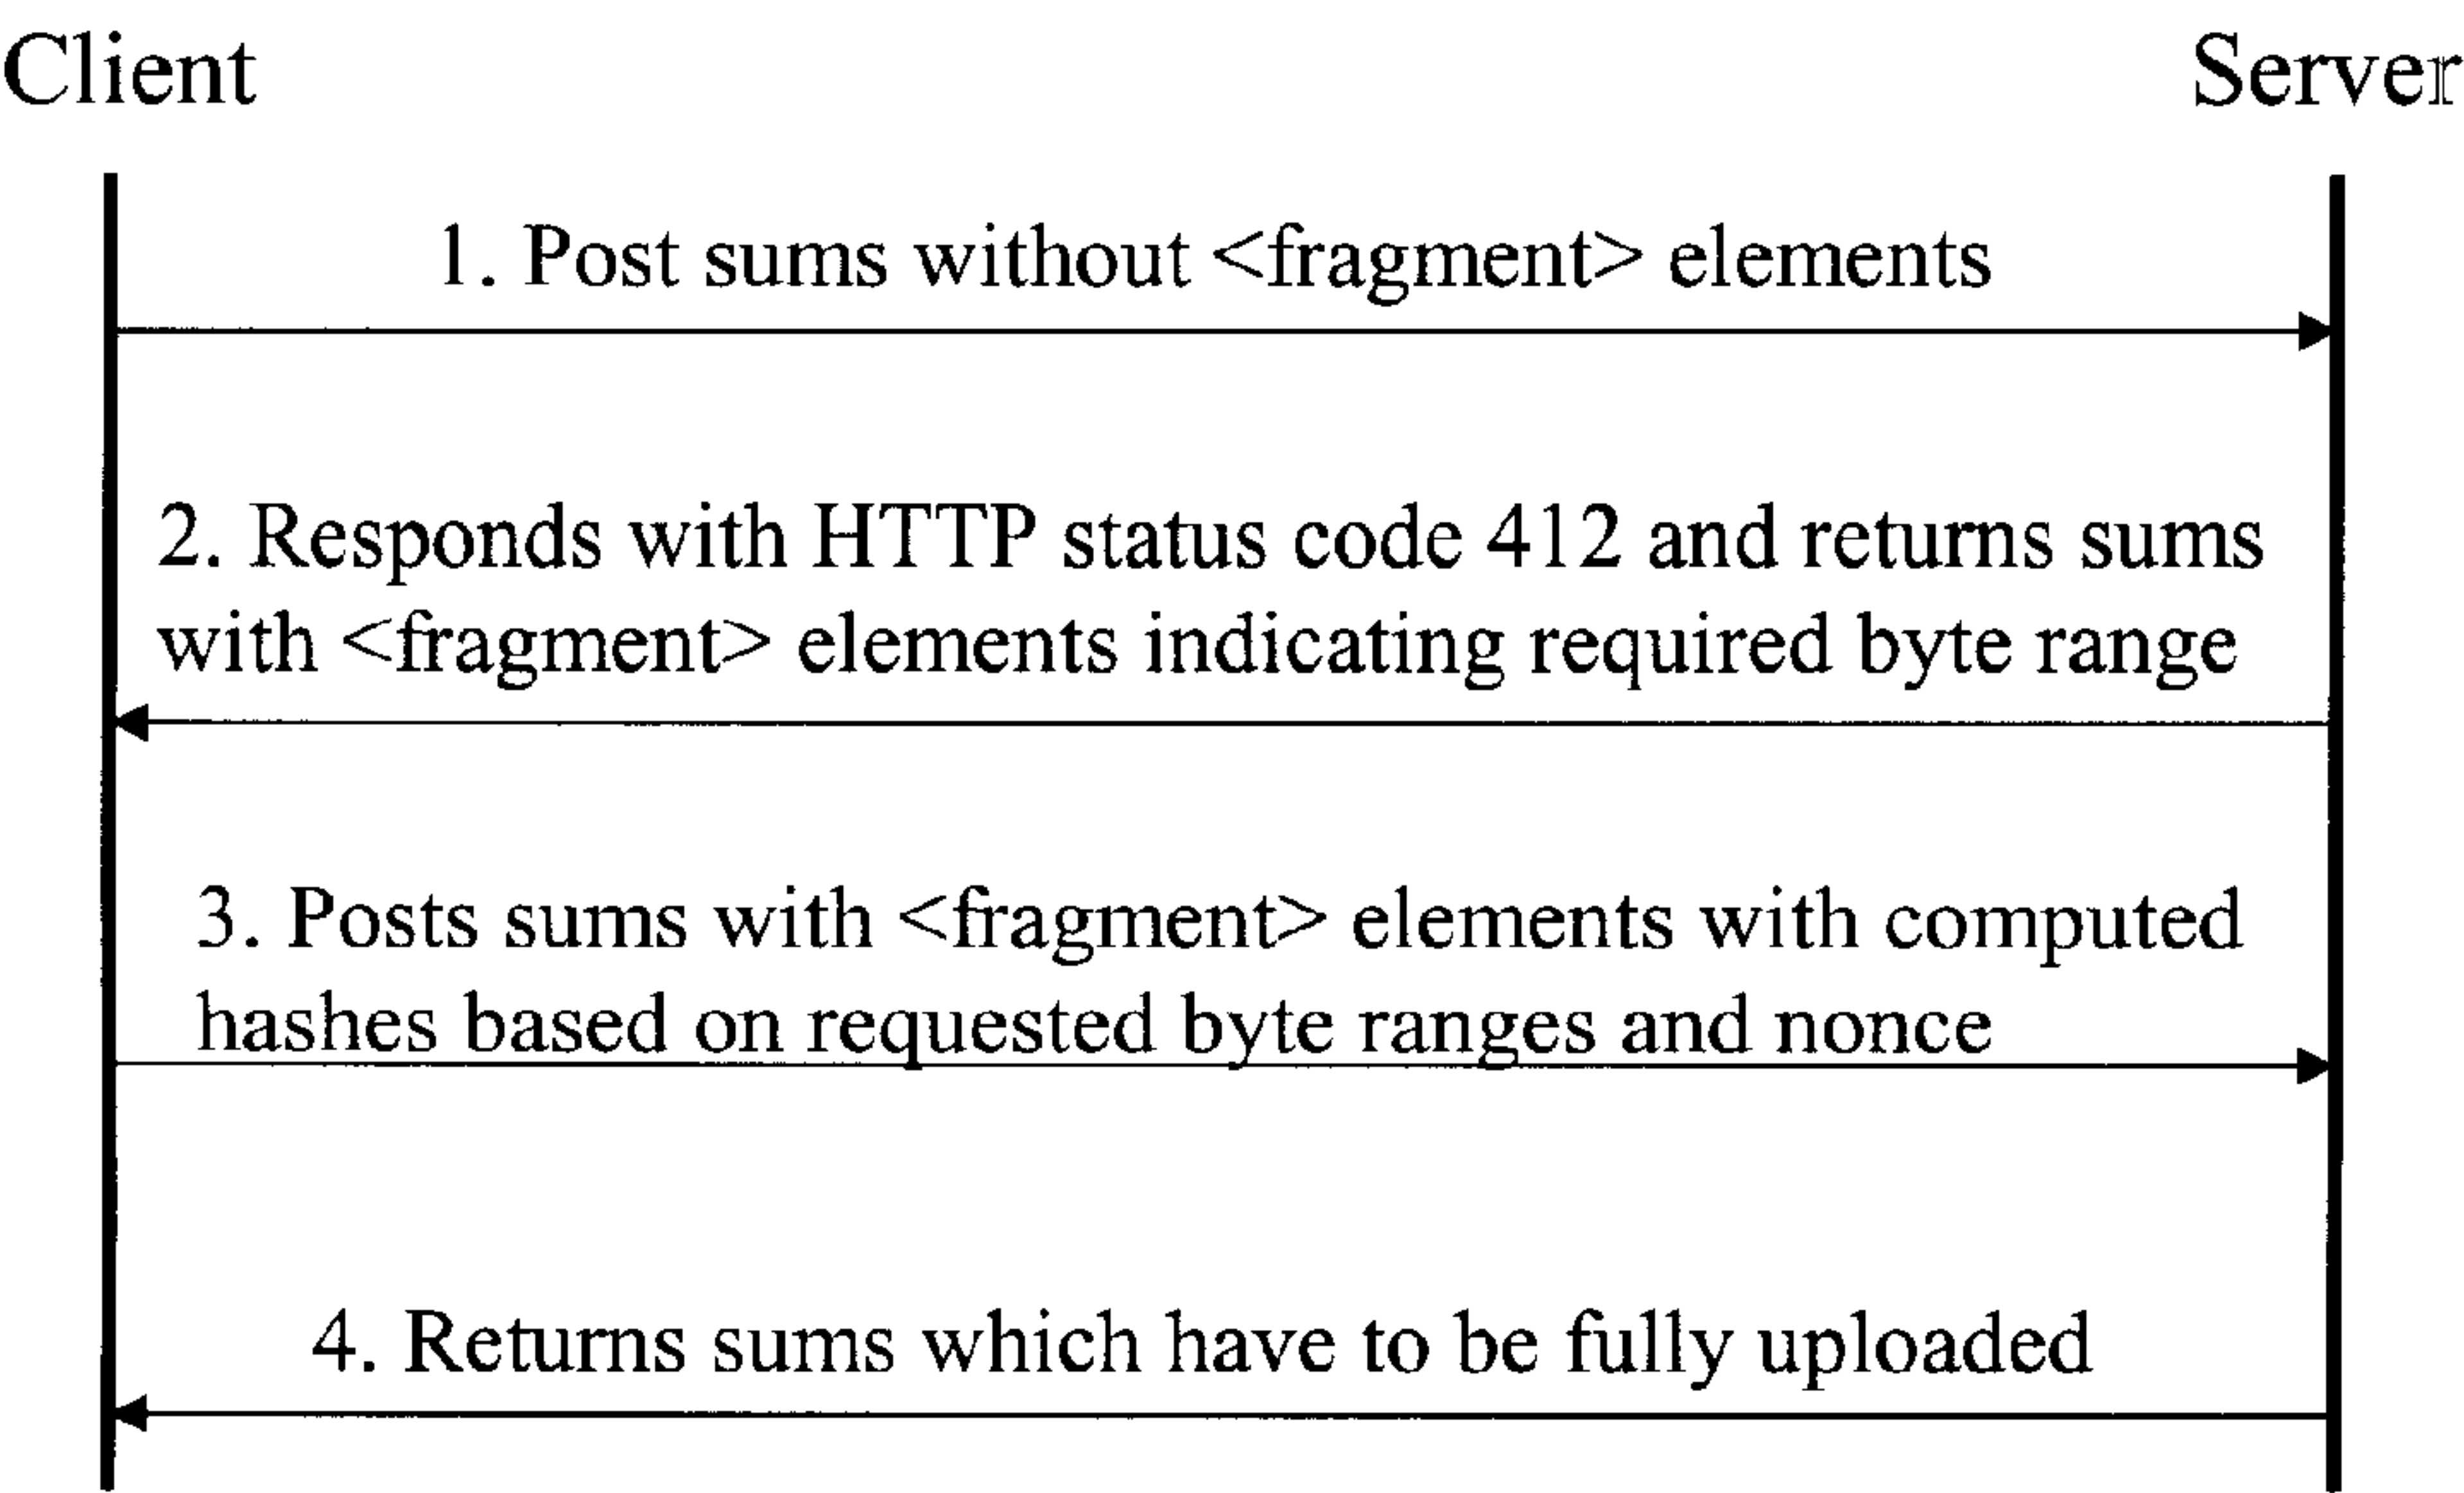 Client
Server
1. Post sums without <fragment> elements
2. Responds with HTTP status code 412 and returns sums
with <fragment> elements indicating required byte range
3. Posts sums with <fragment> elements with computed
hashes based on requested byte ranges and nonce
4. Returns sums which have to be fully uploaded